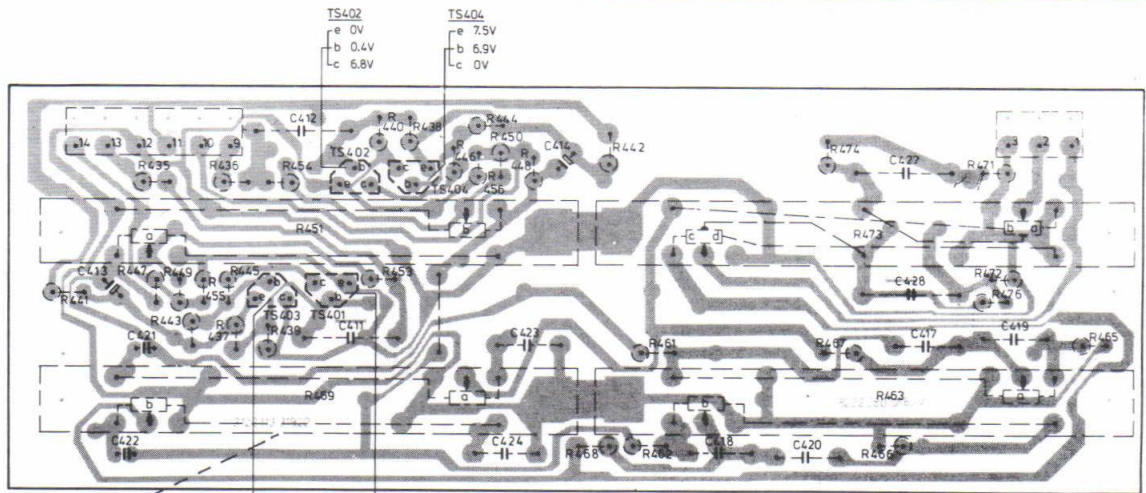 TS402
e 0V
b 0.4V
c 6.8V
TS404
e 7.5V
b 6.9V
c 0V
14 13 12 11 10 9
C412
R 440
R438
R444
R450
R 446
R 448
C414
R442
R474
C427
R471
3 2
R435
R436
R454
TS402
b
e c
c e
b
TS404
R 456
R451
a
b
c d
R473
b a
C413
R447
R449
R 455
R445
b
e c
c e
b
R453
R441
R443
R 437
TS403
TS401
R438
C411
C421
C423
R461
R467
C428
R472
R476
C417
C419
R465
R469
R463
b
a
b
a
C422
C424
R468
R462
C418
C420
R466